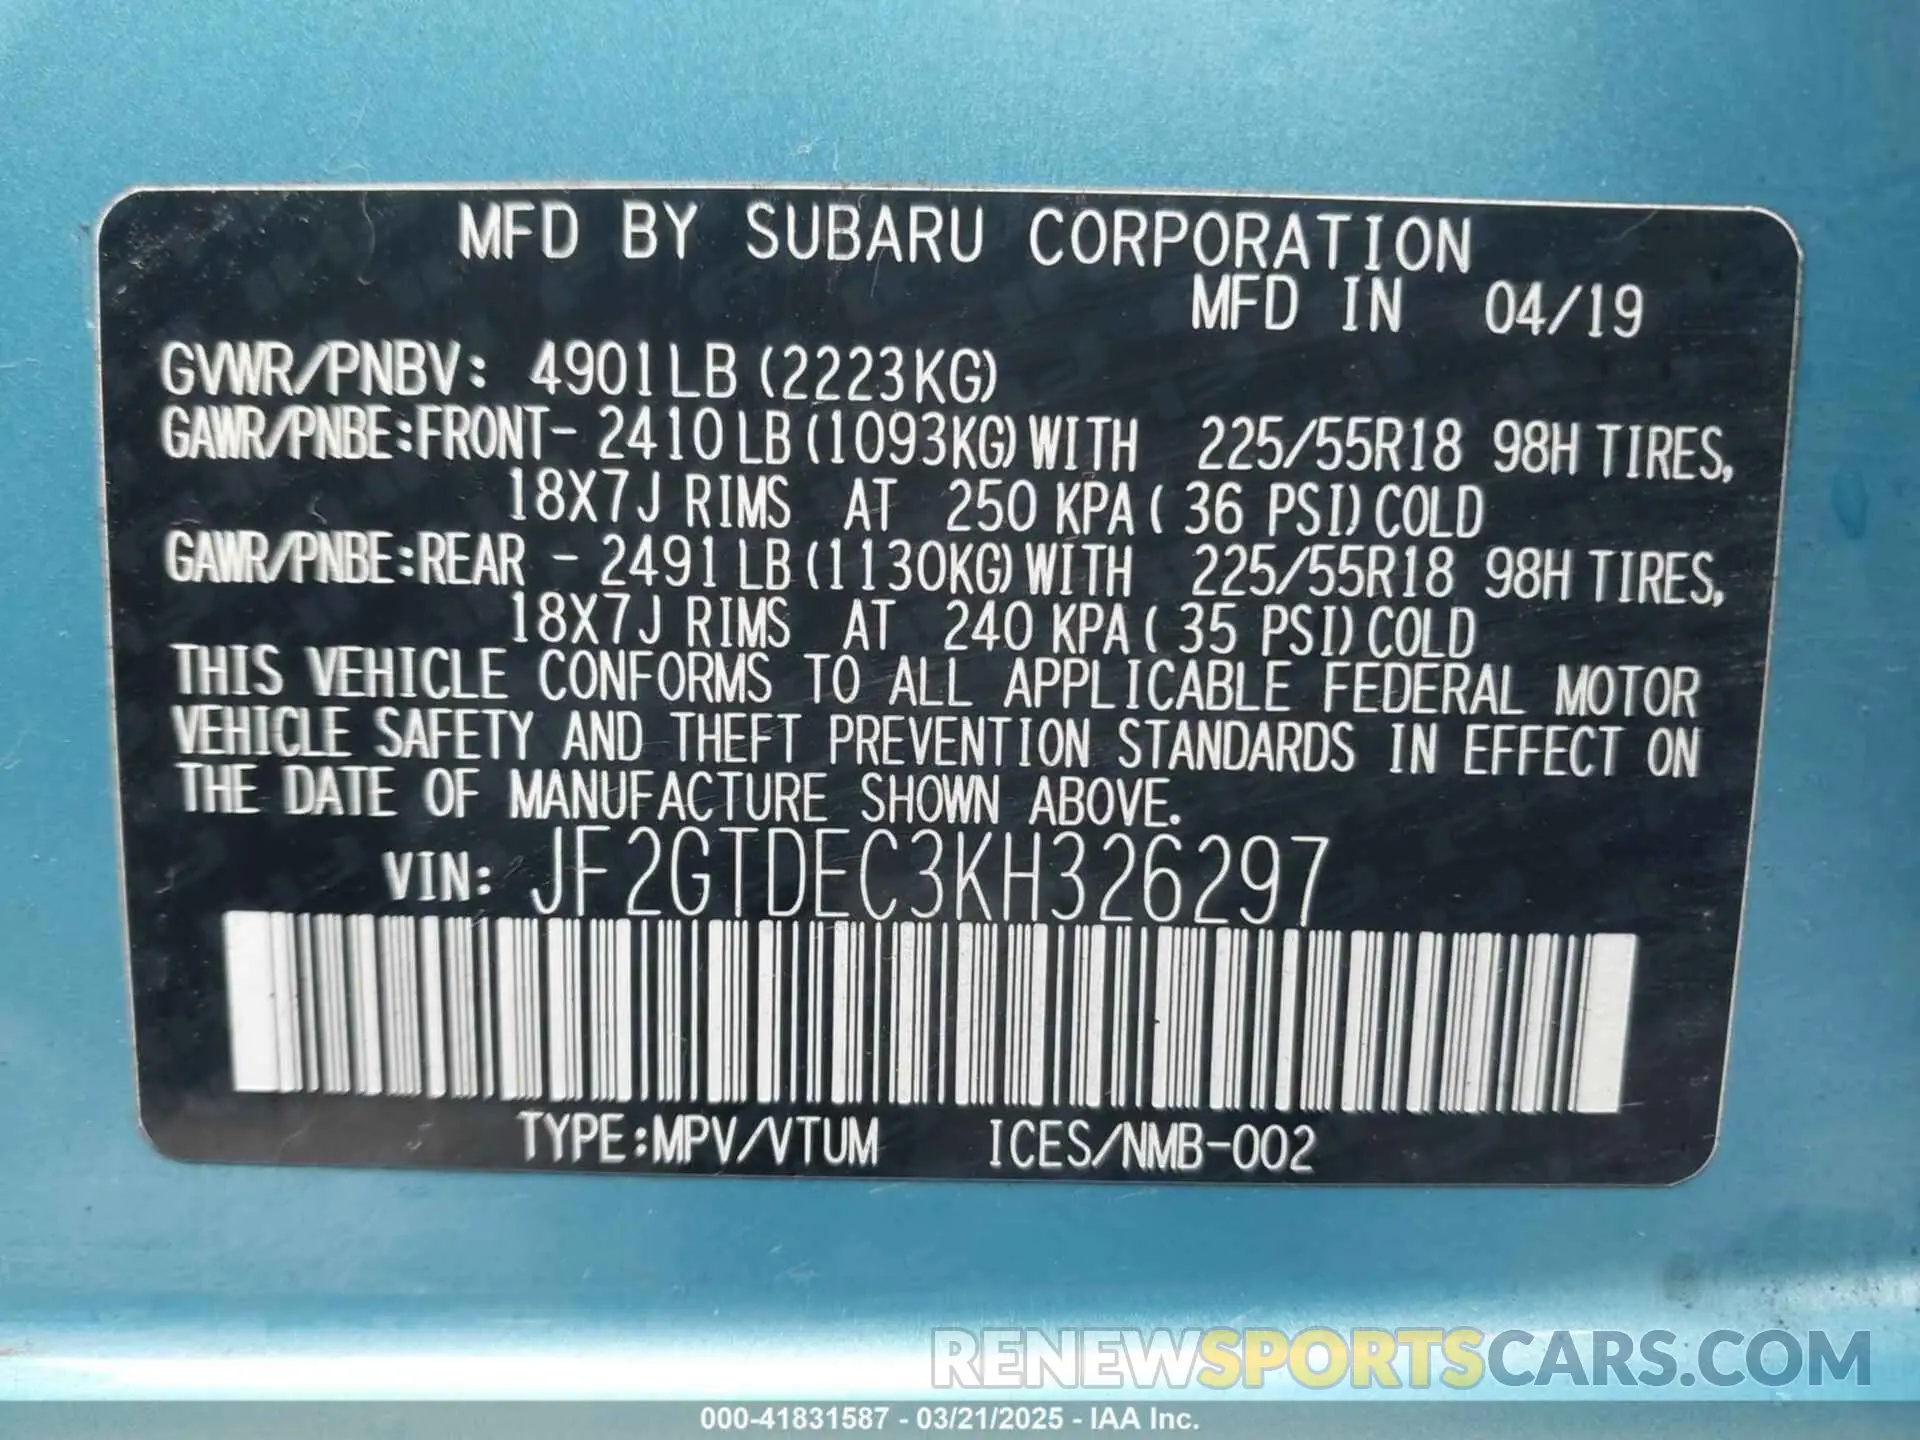 MFD BY SUBARU CORPORATION
MFD IN 04/19
GVWR/PNBV: 4901LB (2223KG)
GAWR/PNBE:FRONT- 2410LB (1093KG) WITH 225/55R18 98H TIRES,
18X7J RIMS AT 250 KPA ( 36 PSI) COLD
GAWR/PNBE:REAR - 2491LB (1130KG) WITH 225/55R18 98H TIRES,
18X7J RIMS AT 240 KPA ( 35 PSI) COLD
THIS VEHICLE CONFORMS TO ALL APPLICABLE FEDERAL MOTOR
VEHICLE SAFETY AND THEFT PREVENTION STANDARDS IN EFFECT ON
THE DATE OF MANUFACTURE SHOWN ABOVE.
VIN: JF2GTDEC3KH326297
TYPE:MPV/VTUM ICES/NMB-002
RENEWSPORTSCARS.COM
000-41831587 - 03/21/2025 - IAA Inc.